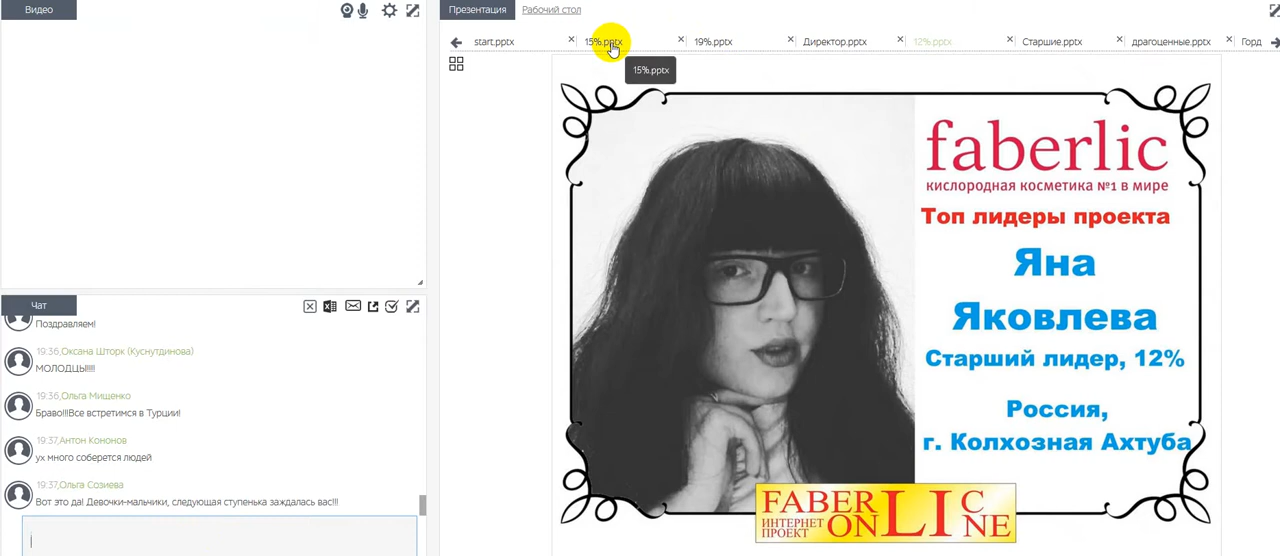 Видео
Чат
Поздравляем!
19:36,Оксана Шторк (Куснутдинова)
МОЛОДЦЫ!!!!
19:36,Ольга Мищенко
Браво!!!Все встретимся в Турции!
19:37,Антон Кононов
ух много соберется людей
19:37,Ольга Созиева
Вот это да! Девочки-мальчики, следующая ступенька заждалась вас!!!
Презентация Рабочий стол
start.pptx 15%.pptx 19%.pptx Директор.pptx 12%.pptx Старшие.pptx драгоценные.pptx Горд
15%.pptx
faberlic
кислородная косметика №1 в мире
Топ лидеры проекта
Яна
Яковлева
Старший лидер, 12%
Россия,
г. Колхозная Ахтуба
FABERLIC
ИНТЕРНЕТ ПРОЕКТ
ONLINE